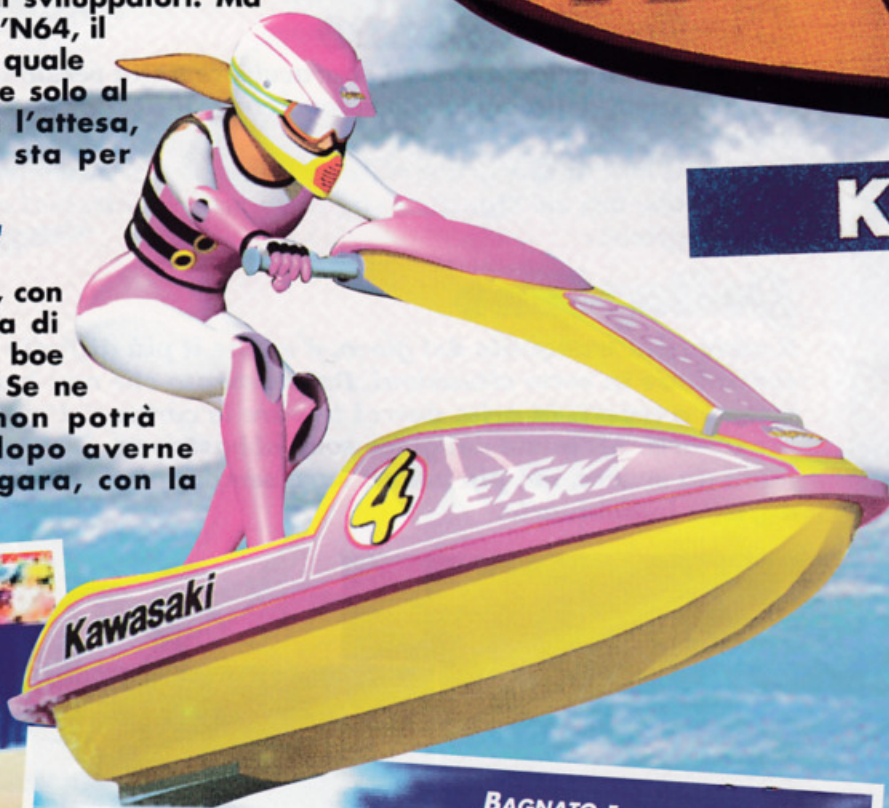 sviluppatori. Ma
'N64, il
quale
e solo al
l'attesa,
sta per
, con
a di
boe
Se ne
non potrà
dopo averne
gara, con la
K
4 JETSKI
Kawasaki
BAGNATO